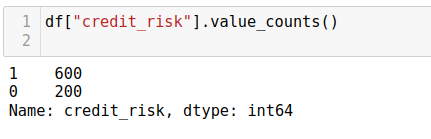 1 df["credit_risk"].value_counts()
2
1    600
0    200
Name: credit_risk, dtype: int64